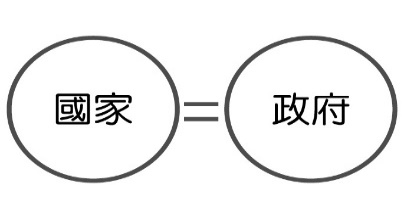 國家 = 政府